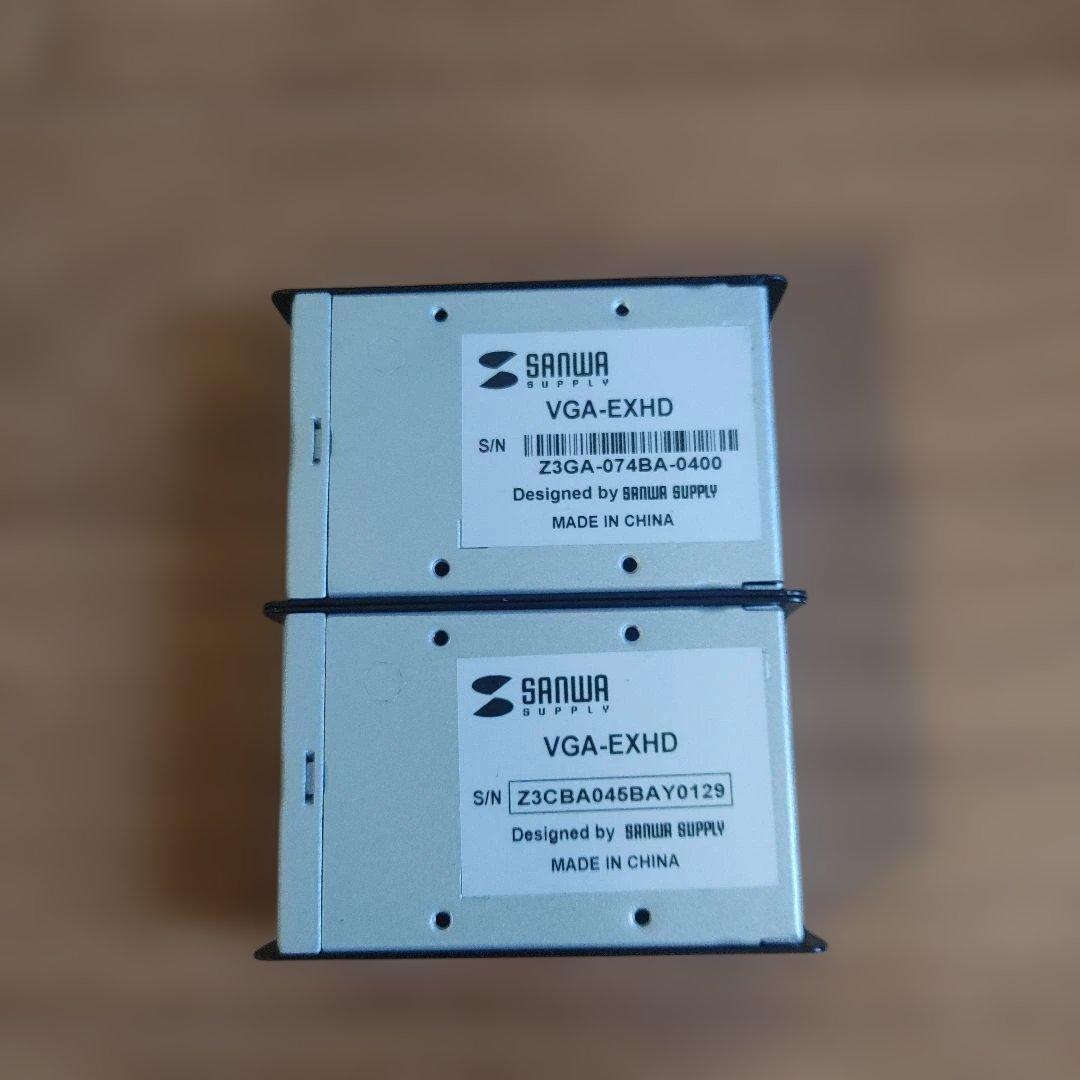 SANWA
SUPPLY
VGA-EXHD
S/N
Z3GA-074BA-0400
Designed by SANWA SUPPLY
MADE IN CHINA
SANWA
SUPPLY
VGA-EXHD
S/N Z3CBA045BAY0129
Designed by SANWA SUPPLY
MADE IN CHINA